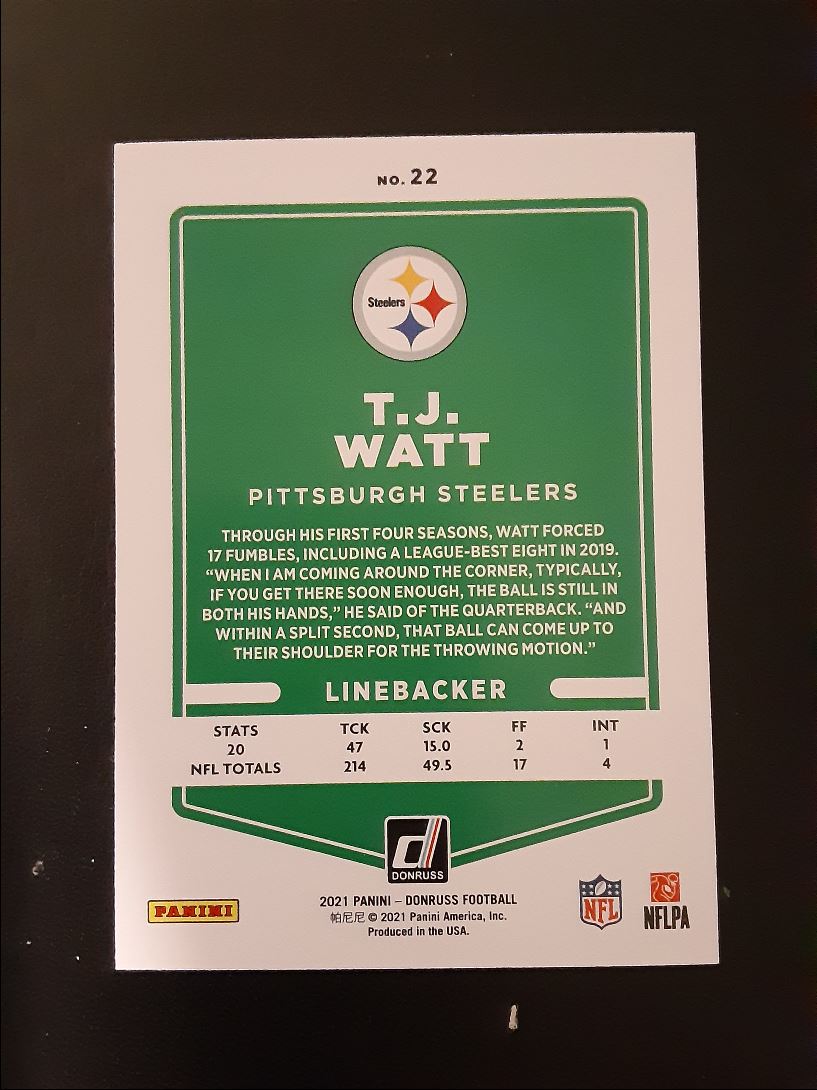 NO. 22
Steelers
T.J.
WATT
PITTSBURGH STEELERS
THROUGH HIS FIRST FOUR SEASONS, WATT FORCED
17 FUMBLES, INCLUDING A LEAGUE-BEST EIGHT IN 2019.
“WHEN I AM COMING AROUND THE CORNER, TYPICALLY,
IF YOU GET THERE SOON ENOUGH, THE BALL IS STILL IN
BOTH HIS HANDS,” HE SAID OF THE QUARTERBACK. “AND
WITHIN A SPLIT SECOND, THAT BALL CAN COME UP TO
THEIR SHOULDER FOR THE THROWING MOTION.”
LINEBACKER
STATS TCK SCK FF INT
20 47 15.0 2 1
NFL TOTALS 214 49.5 17 4
d
DONRUSS
PANINI
2021 PANINI – DONRUSS FOOTBALL
帕尼尼 © 2021 Panini America, Inc.
Produced in the USA.
NFL
NFLPA